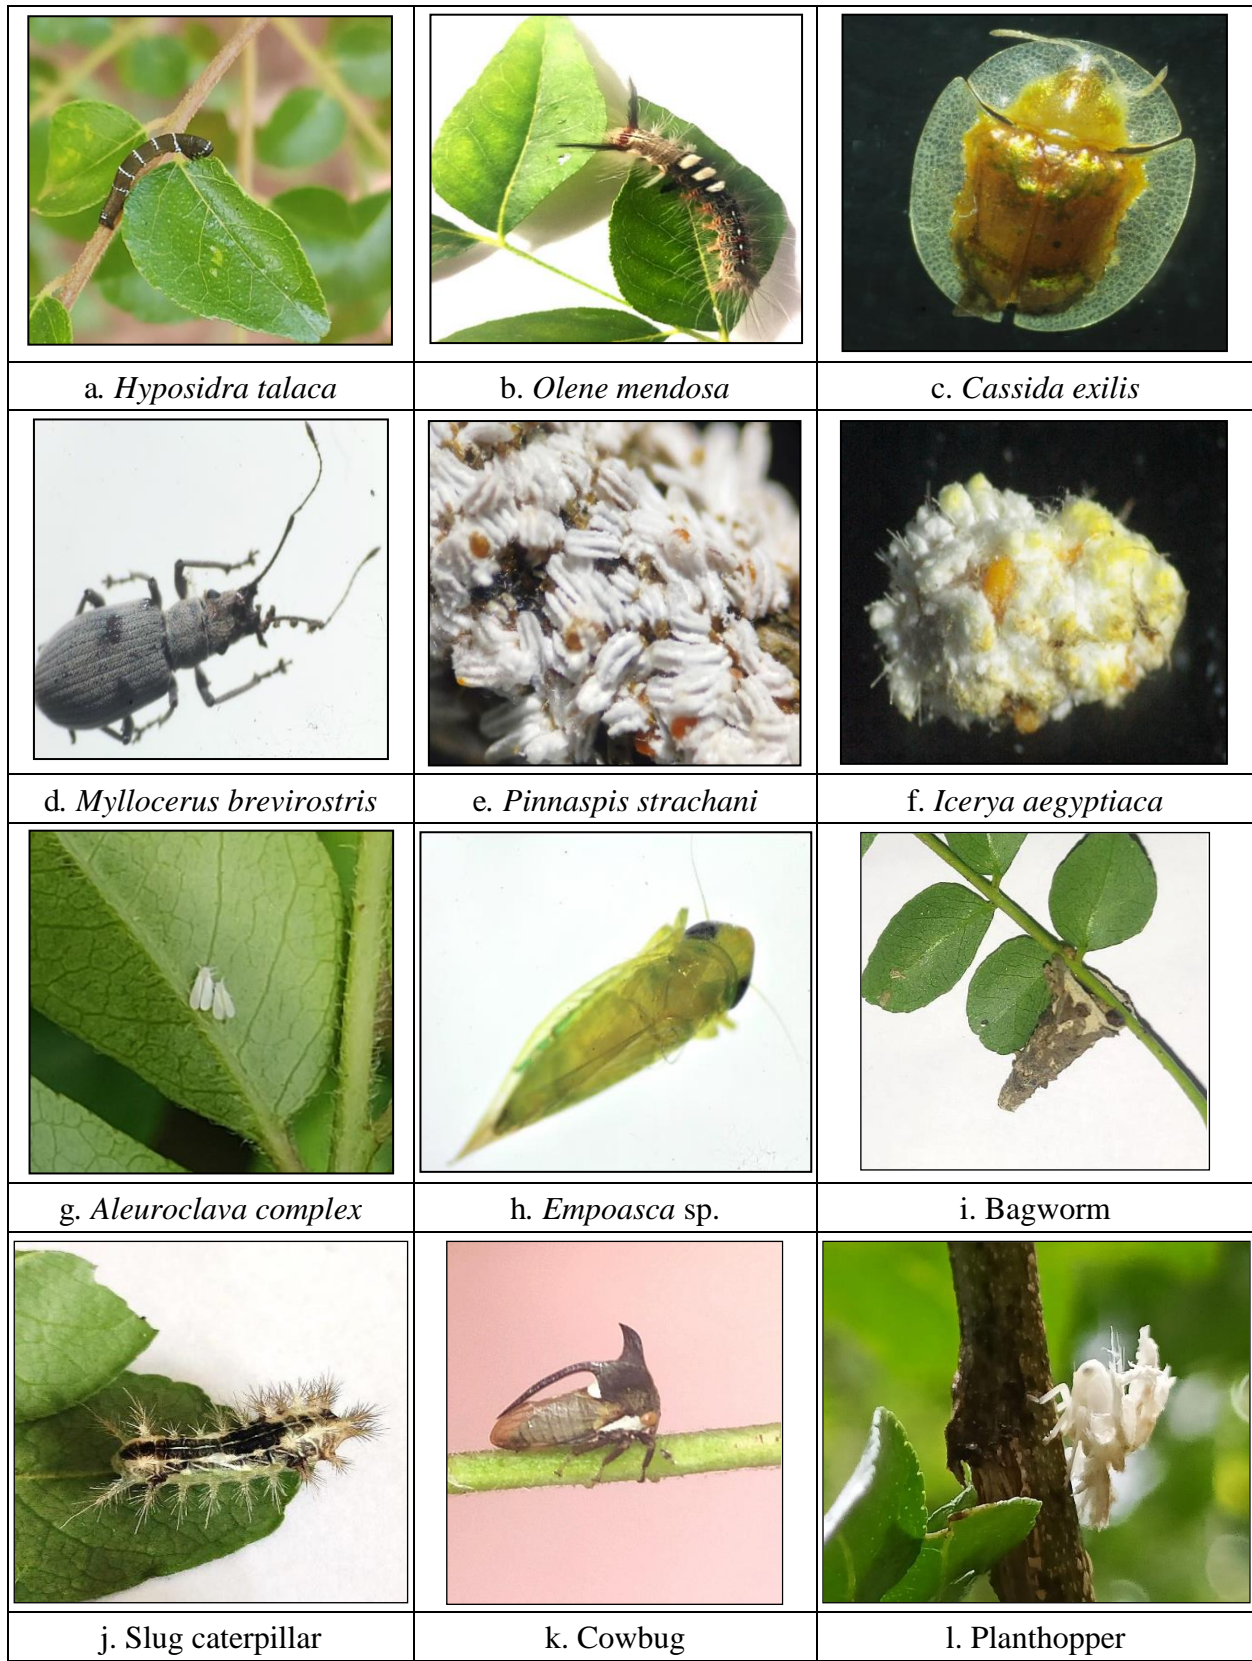 a. Hyposidra talaca
b. Olene mendosa
c. Cassida exilis
d. Myllocerus brevirostris
e. Pinnaspis strachani
f. Icerya aegyptiaca
g. Aleuroclava complex
h. Empoasca sp.
i. Bagworm
j. Slug caterpillar
k. Cowbug
l. Planthopper